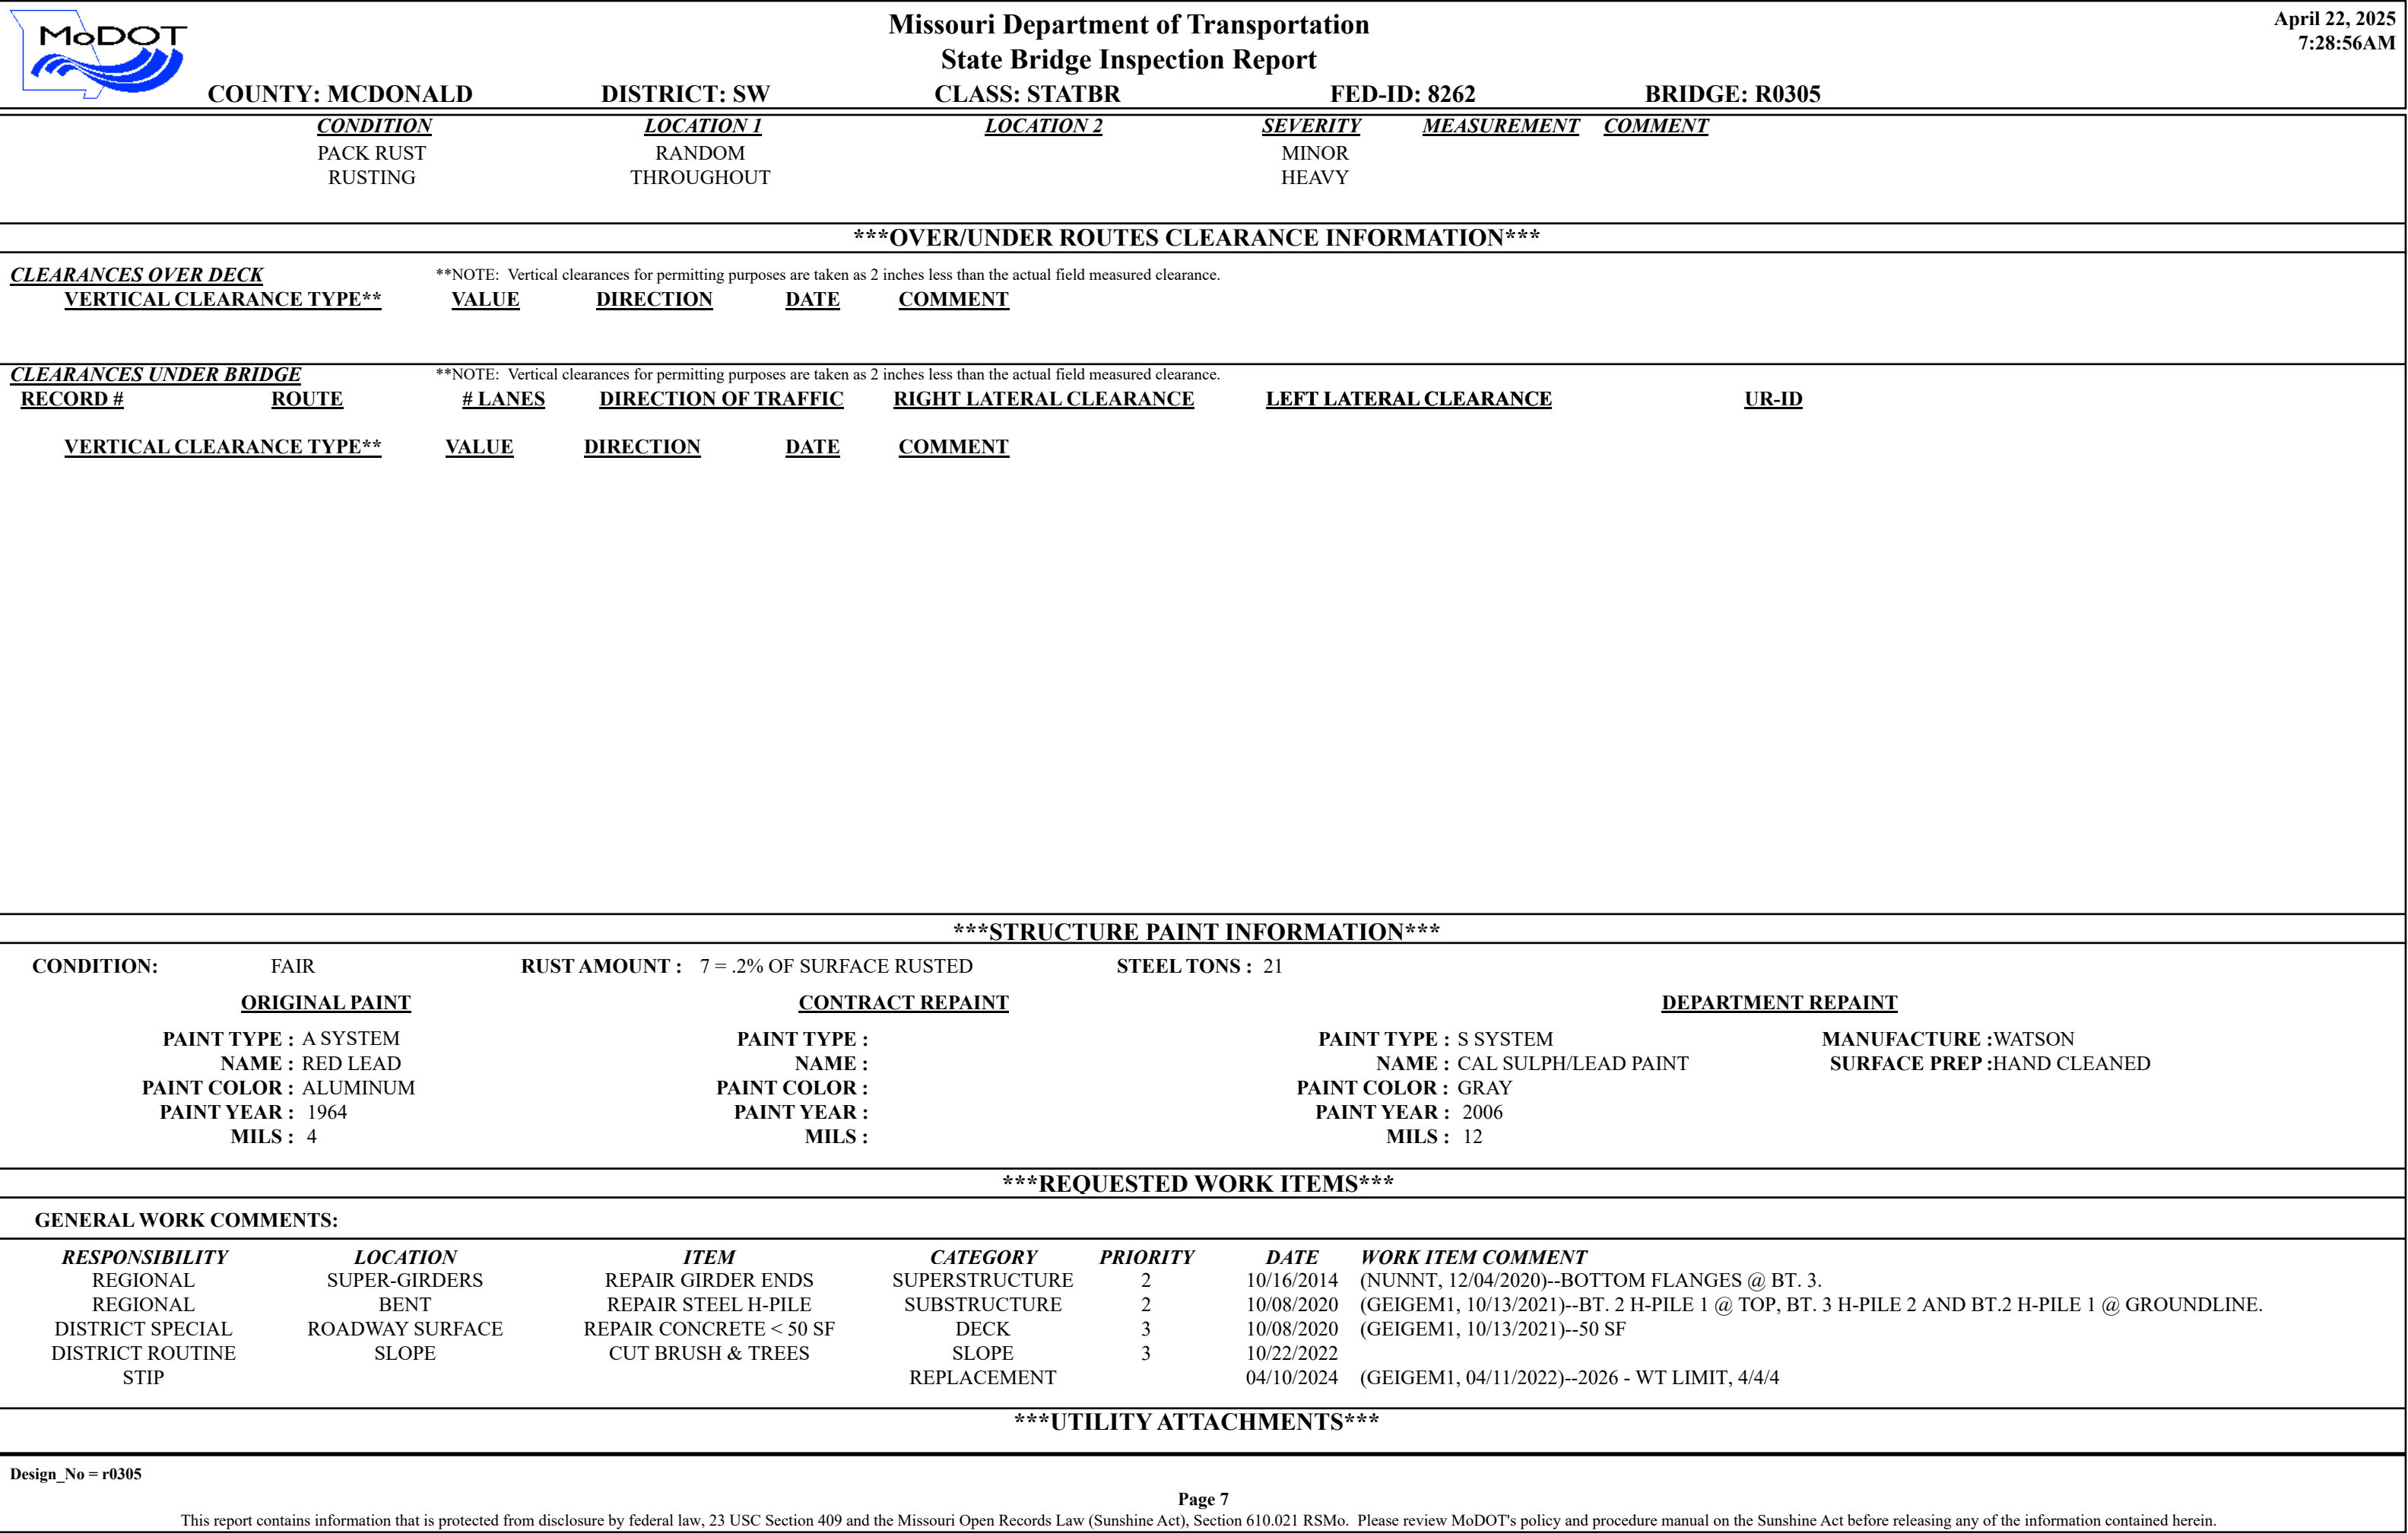 MoDOT
Missouri Department of Transportation
State Bridge Inspection Report
April 22, 2025
7:28:56AM
COUNTY: MCDONALD DISTRICT: SW CLASS: STATBR FED-ID: 8262 BRIDGE: R0305
CONDITION LOCATION 1 LOCATION 2 SEVERITY MEASUREMENT COMMENT
PACK RUST RANDOM MINOR
RUSTING THROUGHOUT HEAVY
***OVER/UNDER ROUTES CLEARANCE INFORMATION***
CLEARANCES OVER DECK **NOTE: Vertical clearances for permitting purposes are taken as 2 inches less than the actual field measured clearance.
VERTICAL CLEARANCE TYPE** VALUE DIRECTION DATE COMMENT
CLEARANCES UNDER BRIDGE **NOTE: Vertical clearances for permitting purposes are taken as 2 inches less than the actual field measured clearance.
RECORD # ROUTE # LANES DIRECTION OF TRAFFIC RIGHT LATERAL CLEARANCE LEFT LATERAL CLEARANCE UR-ID
VERTICAL CLEARANCE TYPE** VALUE DIRECTION DATE COMMENT
***STRUCTURE PAINT INFORMATION***
CONDITION: FAIR RUST AMOUNT : 7 = .2% OF SURFACE RUSTED STEEL TONS : 21
ORIGINAL PAINT CONTRACT REPAINT DEPARTMENT REPAINT
PAINT TYPE : A SYSTEM PAINT TYPE : PAINT TYPE : S SYSTEM MANUFACTURE :WATSON
NAME : RED LEAD NAME : NAME : CAL SULPH/LEAD PAINT SURFACE PREP :HAND CLEANED
PAINT COLOR : ALUMINUM PAINT COLOR : PAINT COLOR : GRAY
PAINT YEAR : 1964 PAINT YEAR : PAINT YEAR : 2006
MILS : 4 MILS : MILS : 12
***REQUESTED WORK ITEMS***
GENERAL WORK COMMENTS:
RESPONSIBILITY LOCATION ITEM CATEGORY PRIORITY DATE WORK ITEM COMMENT
REGIONAL SUPER-GIRDERS REPAIR GIRDER ENDS SUPERSTRUCTURE 2 10/16/2014 (NUNNT, 12/04/2020)--BOTTOM FLANGES @ BT. 3.
REGIONAL BENT REPAIR STEEL H-PILE SUBSTRUCTURE 2 10/08/2020 (GEIGEM1, 10/13/2021)--BT. 2 H-PILE 1 @ TOP, BT. 3 H-PILE 2 AND BT.2 H-PILE 1 @ GROUNDLINE.
DISTRICT SPECIAL ROADWAY SURFACE REPAIR CONCRETE < 50 SF DECK 3 10/08/2020 (GEIGEM1, 10/13/2021)--50 SF
DISTRICT ROUTINE SLOPE CUT BRUSH & TREES SLOPE 3 10/22/2022
STIP REPLACEMENT 04/10/2024 (GEIGEM1, 04/11/2022)--2026 - WT LIMIT, 4/4/4
***UTILITY ATTACHMENTS***
Design_No = r0305
Page 7
This report contains information that is protected from disclosure by federal law, 23 USC Section 409 and the Missouri Open Records Law (Sunshine Act), Section 610.021 RSMo. Please review MoDOT's policy and procedure manual on the Sunshine Act before releasing any of the information contained herein.